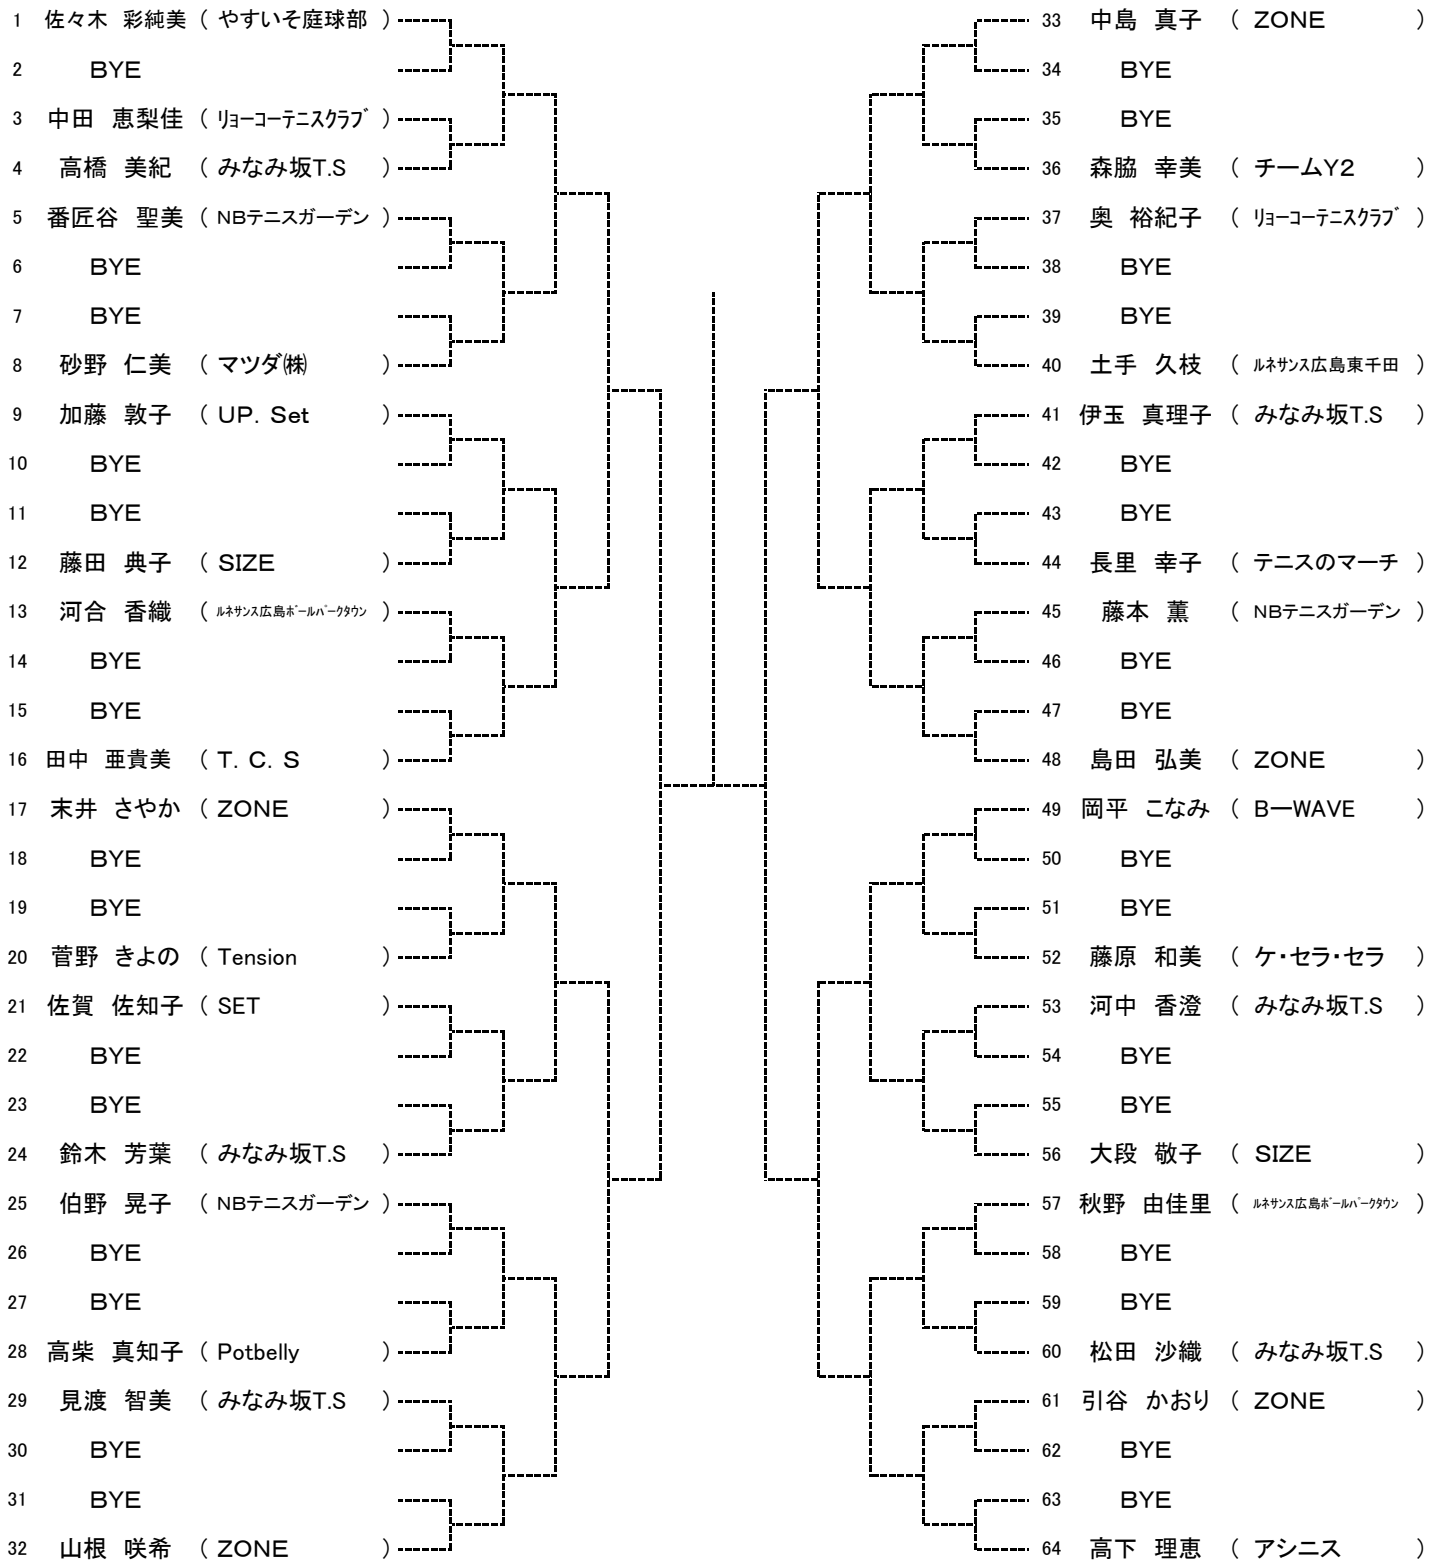 1 佐々木 彩純美 ( やすいそ庭球部 )
2 BYE
3 中田 恵梨佳 ( ﾘｮｰｺｰテニスクラブ )
4 高橋 美紀 ( みなみ坂T.S )
5 番匠谷 聖美 ( NBテニスガーデン )
6 BYE
7 BYE
8 砂野 仁美 ( マツダ㈱ )
9 加藤 敦子 ( UP. Set )
10 BYE
11 BYE
12 藤田 典子 ( SIZE )
13 河合 香織 ( ﾙﾈｻﾝｽ広島ﾎﾞｰﾙﾊﾟｰｸﾀｳﾝ )
14 BYE
15 BYE
16 田中 亜貴美 ( T. C. S )
17 末井 さやか ( ZONE )
18 BYE
19 BYE
20 菅野 きよの ( Tension )
21 佐賀 佐知子 ( SET )
22 BYE
23 BYE
24 鈴木 芳葉 ( みなみ坂T.S )
25 伯野 晃子 ( NBテニスガーデン )
26 BYE
27 BYE
28 高柴 真知子 ( Potbelly )
29 見渡 智美 ( みなみ坂T.S )
30 BYE
31 BYE
32 山根 咲希 ( ZONE )
33 中島 真子 ( ZONE )
34 BYE
35 BYE
36 森脇 幸美 ( チームY2 )
37 奥 裕紀子 ( ﾘｮｰｺｰテニスクラブ )
38 BYE
39 BYE
40 土手 久枝 ( ﾙﾈｻﾝｽ広島東千田 )
41 伊玉 真理子 ( みなみ坂T.S )
42 BYE
43 BYE
44 長里 幸子 ( テニスのマーチ )
45 藤本 薫 ( NBテニスガーデン )
46 BYE
47 BYE
48 島田 弘美 ( ZONE )
49 岡平 こなみ ( BーWAVE )
50 BYE
51 BYE
52 藤原 和美 ( ケ・セラ・セラ )
53 河中 香澄 ( みなみ坂T.S )
54 BYE
55 BYE
56 大段 敬子 ( SIZE )
57 秋野 由佳里 ( ﾙﾈｻﾝｽ広島ﾎﾞｰﾙﾊﾟｰｸﾀｳﾝ )
58 BYE
59 BYE
60 松田 沙織 ( みなみ坂T.S )
61 引谷 かおり ( ZONE )
62 BYE
63 BYE
64 高下 理恵 ( アシニス )